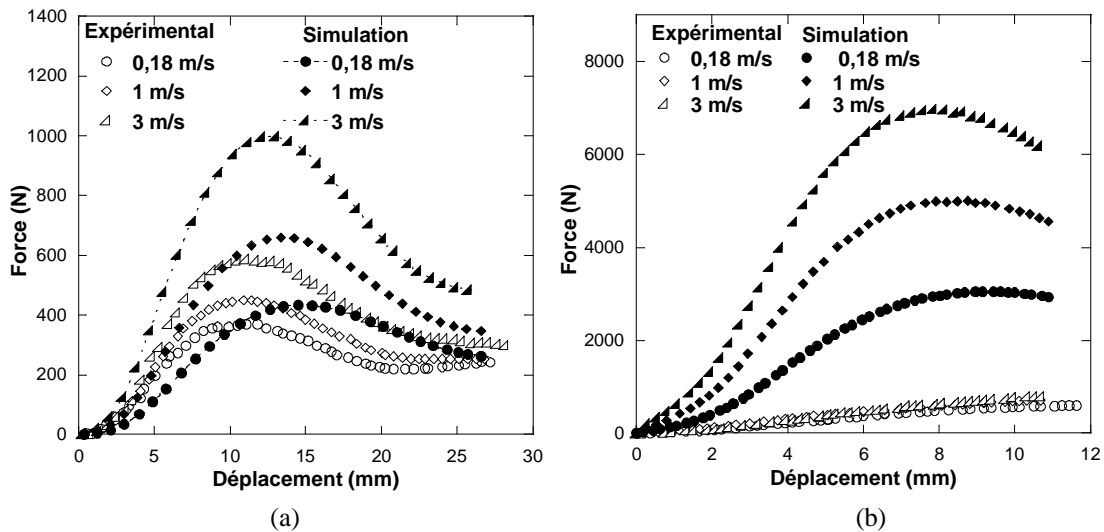 1400
1200
1000
800
600
400
200
0
Force (N)
0 5 10 15 20 25 30
Déplacement (mm)
Expérimental Simulation
0,18 m/s 0,18 m/s
1 m/s 1 m/s
3 m/s 3 m/s
(a)
8000
6000
4000
2000
0
Force (N)
0 2 4 6 8 10 12
Déplacement (mm)
Expérimental Simulation
0,18 m/s 0,18 m/s
1 m/s 1 m/s
3 m/s 3 m/s
(b)